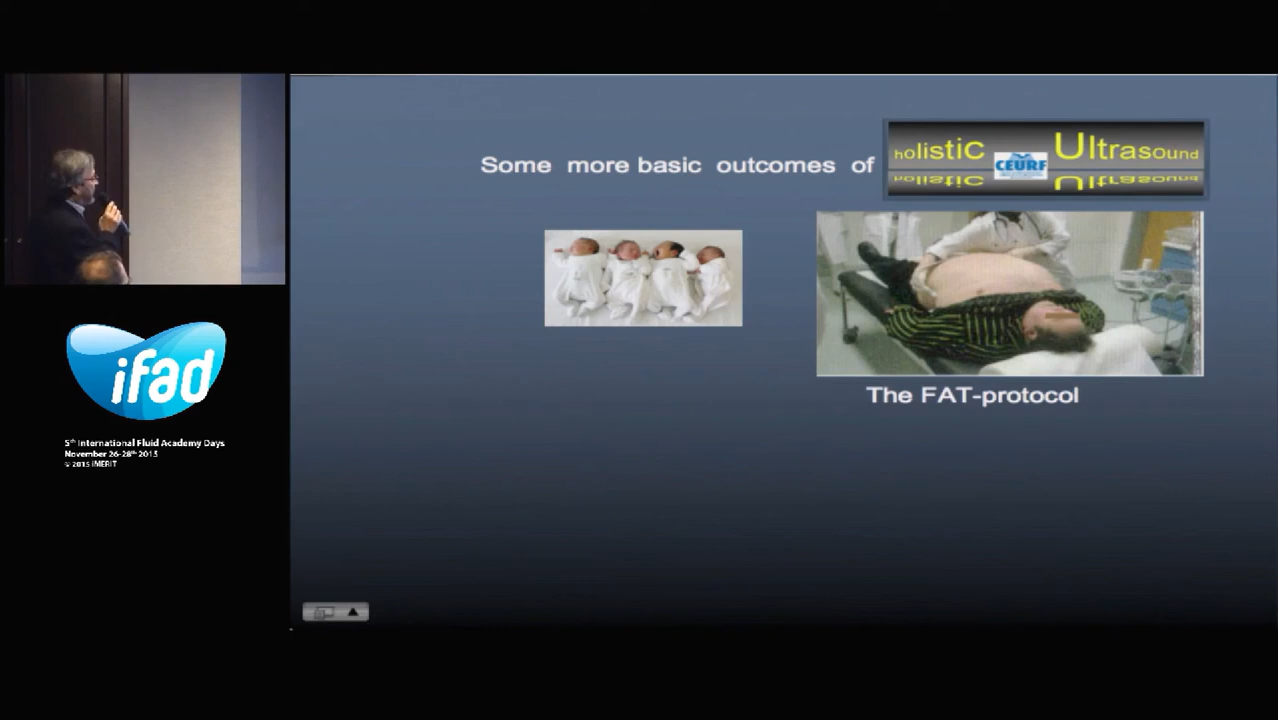 Some more basic outcomes of
holistic Ultrasound
CEURF
The FAT-protocol
ifad
5th International Fluid Academy Days
November 26-28th 2015
© 2015 iMERiT